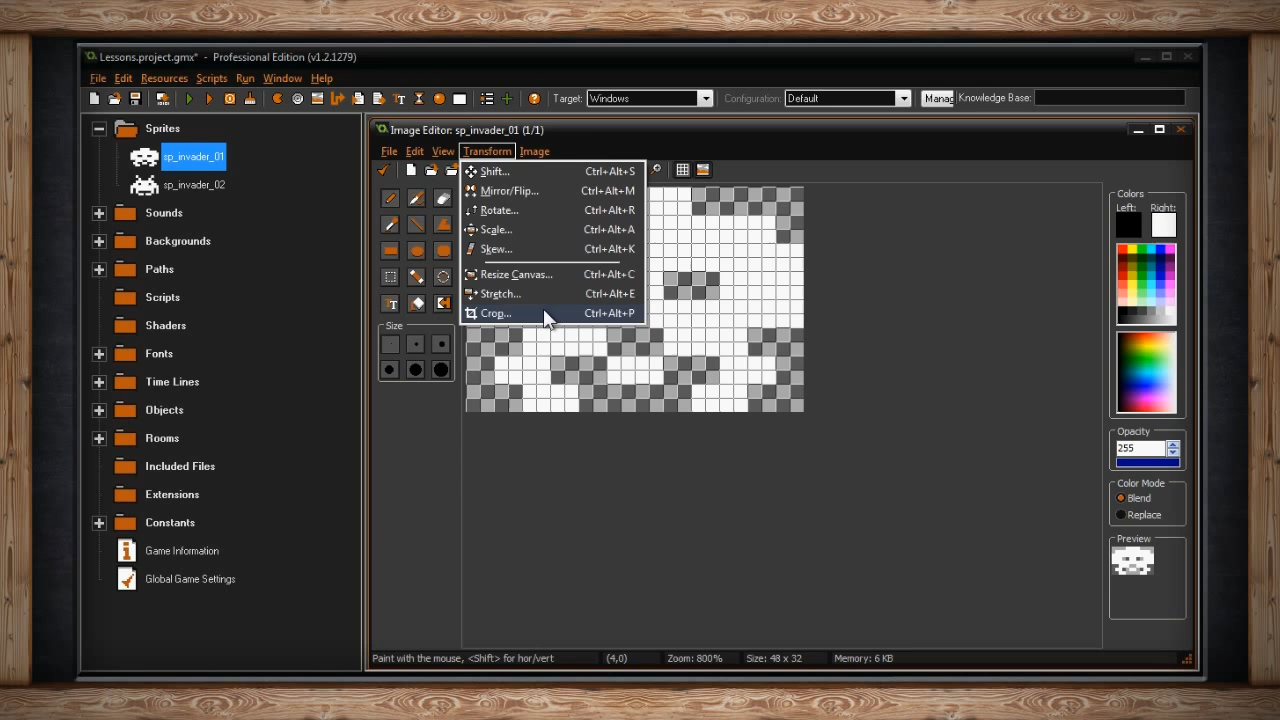 Lessons.project.gmx* - Professional Edition (v1.2.1279)
File Edit Resources Scripts Run Window Help
Target: Windows Configuration: Default Manag Knowledge Base:
Sprites
sp_invader_01
sp_invader_02
Sounds
Backgrounds
Paths
Scripts
Shaders
Fonts
Time Lines
Objects
Rooms
Included Files
Extensions
Constants
Game Information
Global Game Settings
Image Editor: sp_invader_01 (1/1)
File Edit View Transform Image
Shift... Ctrl+Alt+S
Mirror/Flip... Ctrl+Alt+M
Rotate... Ctrl+Alt+R
Scale... Ctrl+Alt+A
Skew... Ctrl+Alt+K
Resize Canvas... Ctrl+Alt+C
Stretch... Ctrl+Alt+E
Crop... Ctrl+Alt+P
Size
Colors
Left: Right:
Opacity
255
Color Mode
Blend
Replace
Preview
Paint with the mouse, <Shift> for hor/vert (4,0) Zoom: 800% Size: 48 x 32 Memory: 6 KB